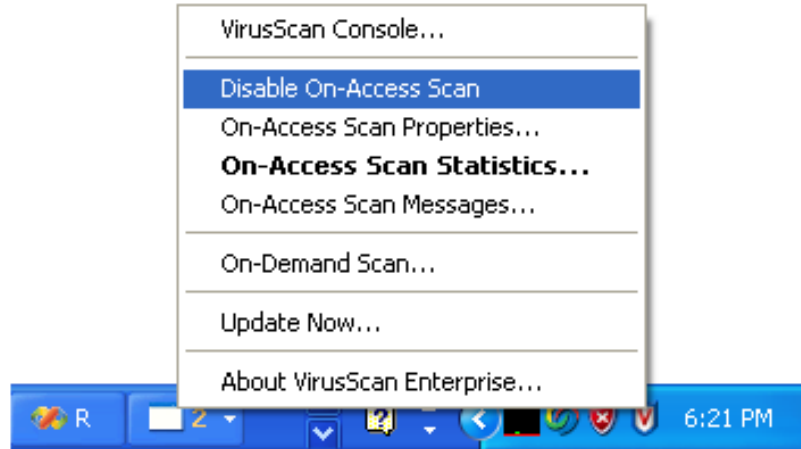 VirusScan Console...
Disable On-Access Scan
On-Access Scan Properties...
On-Access Scan Statistics...
On-Access Scan Messages...
On-Demand Scan...
Update Now...
About VirusScan Enterprise...
R 2 6:21 PM